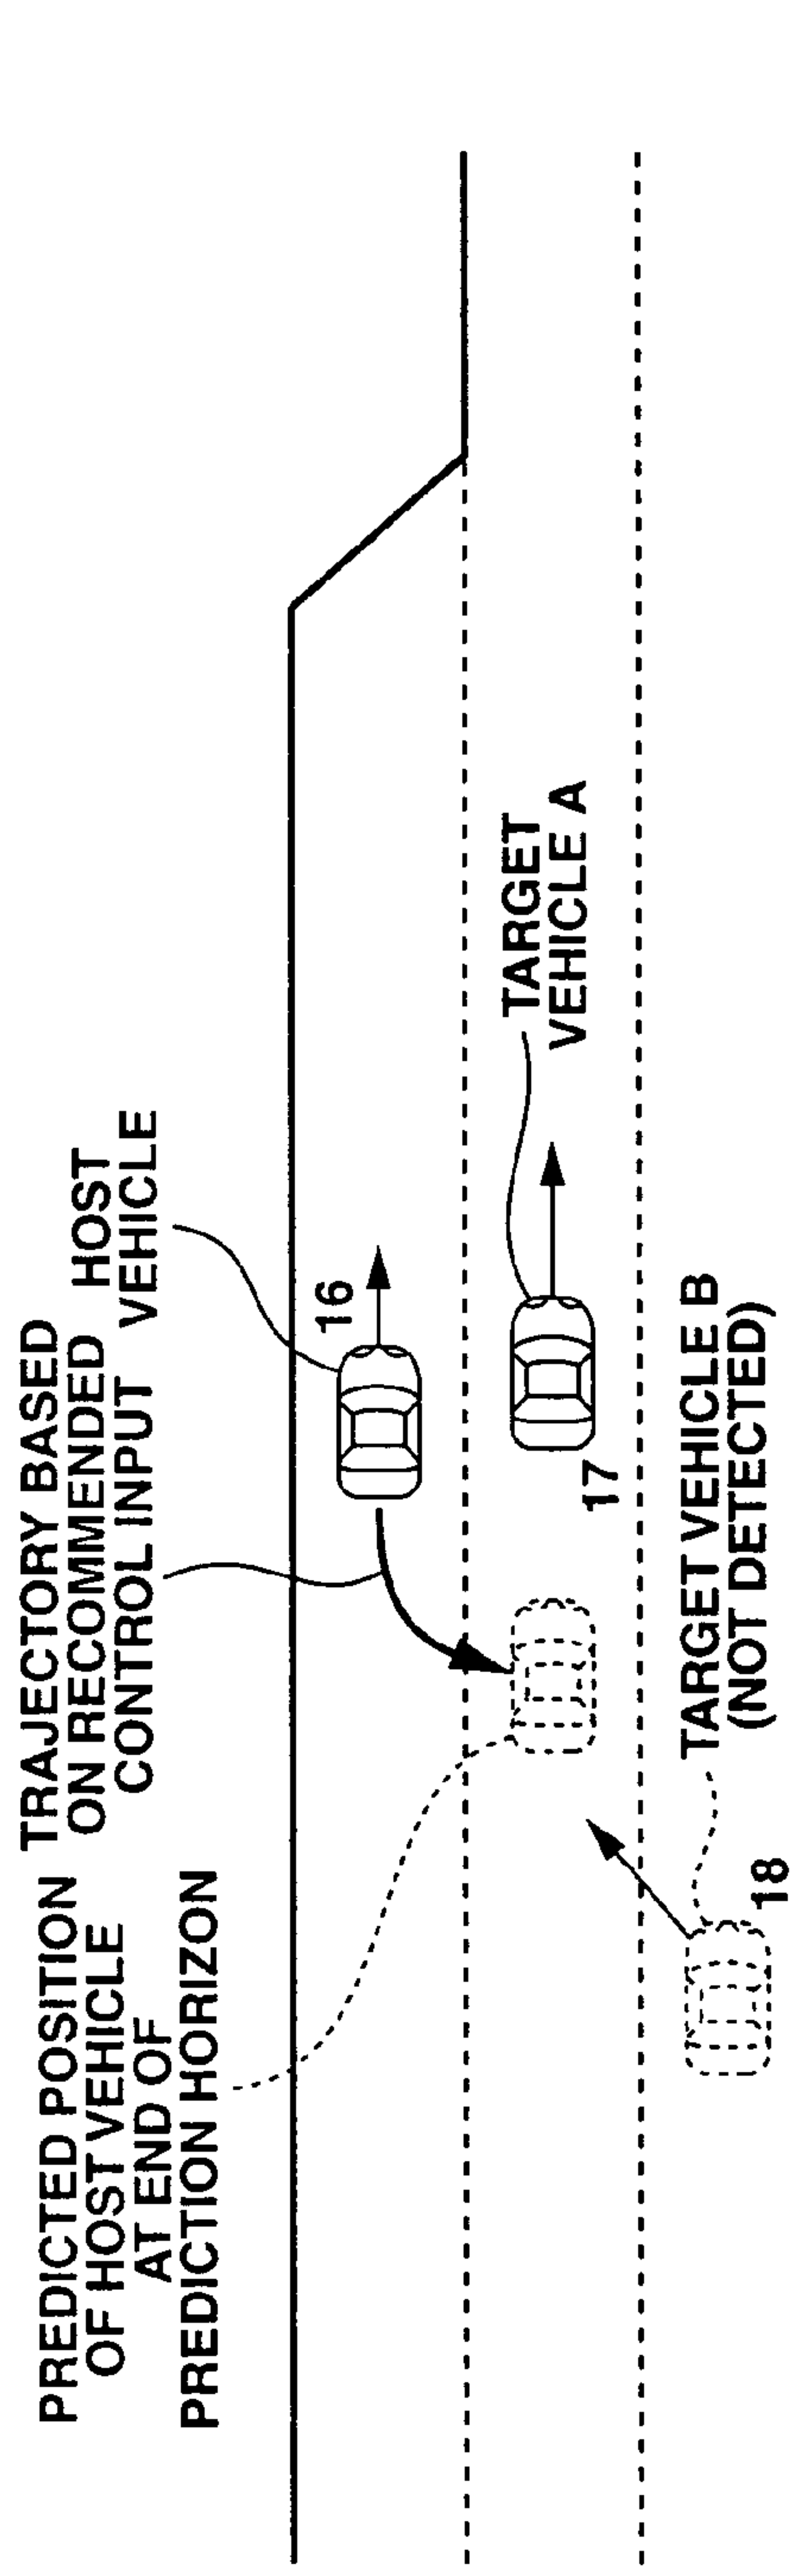 PREDICTED POSITION
OF HOST VEHICLE
AT END OF
PREDICTION HORIZON
TRAJECTORY BASED
ON RECOMMENDED
CONTROL INPUT
HOST
VEHICLE
16
TARGET
VEHICLE A
17
TARGET VEHICLE B
(NOT DETECTED)
18